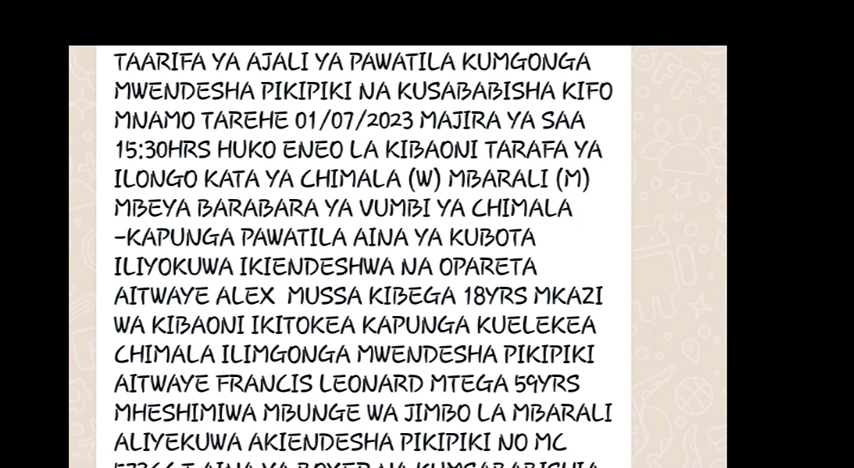 TAARIFA YA AJALI YA PAWATILA KUMGONGA
MWENDESHA PIKIPIKI NA KUSABABISHA KIFO
MNAMO TAREHE 01/07/2023 MAJIRA YA SAA
15:30HRS HUKO ENEO LA KIBAONI TARAFA YA
ILONGO KATA YA CHIMALA (W) MBARALI (M)
MBEYA BARABARA YA VUMBI YA CHIMALA
-KAPUNGA PAWATILA AINA YA KUBOTA
ILIYOKUWA IKIENDESHWA NA OPARETA
AITWAYE ALEX MUSSA KIBEGA 18YRS MKAZI
WA KIBAONI IKITOKEA KAPUNGA KUELEKEA
CHIMALA ILIMGONGA MWENDESHA PIKIPIKI
AITWAYE FRANCIS LEONARD MTEGA 59YRS
MHESHIMIWA MBUNGE WA JIMBO LA MBARALI
ALIYEKUWA AKIENDESHA PIKIPIKI NO MC
AINA YA BOXER NA